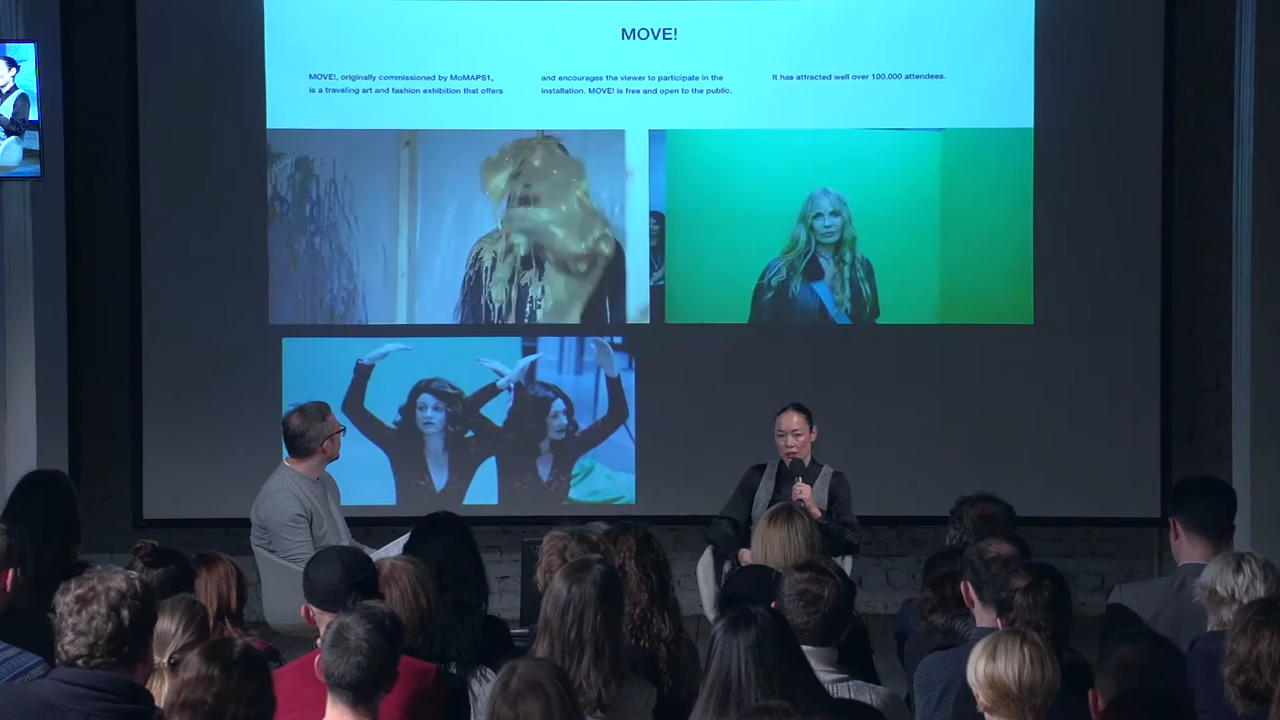 MOVE!
MOVE!, originally commissioned by MoMAPS1,
is a traveling art and fashion exhibition that offers
and encourages the viewer to participate in the
installation. MOVE! is free and open to the public.
It has attracted well over 100,000 attendees.